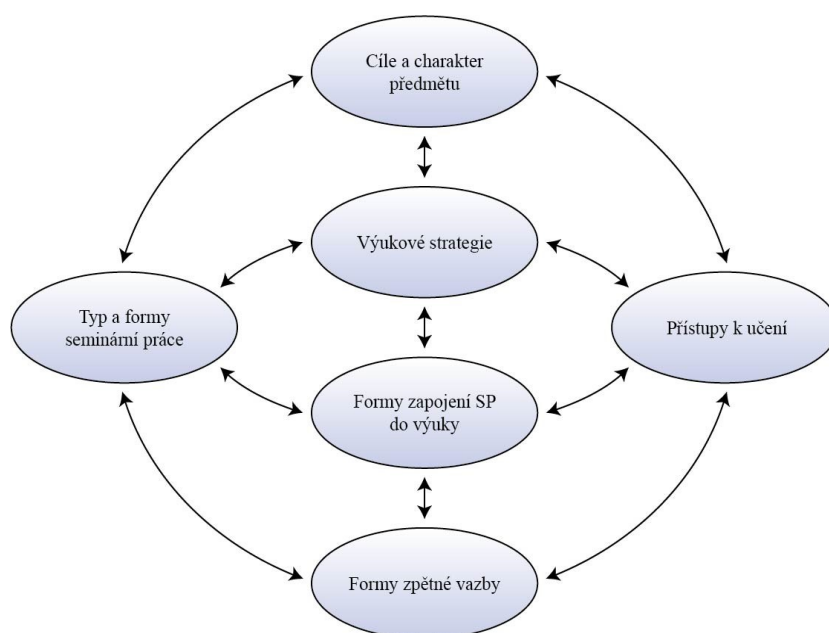 Cíle a charakter
předmětu
Výukové strategie
Typ a formy
seminární práce
Přístupy k učení
Formy zapojení SP
do výuky
Formy zpětné vazby